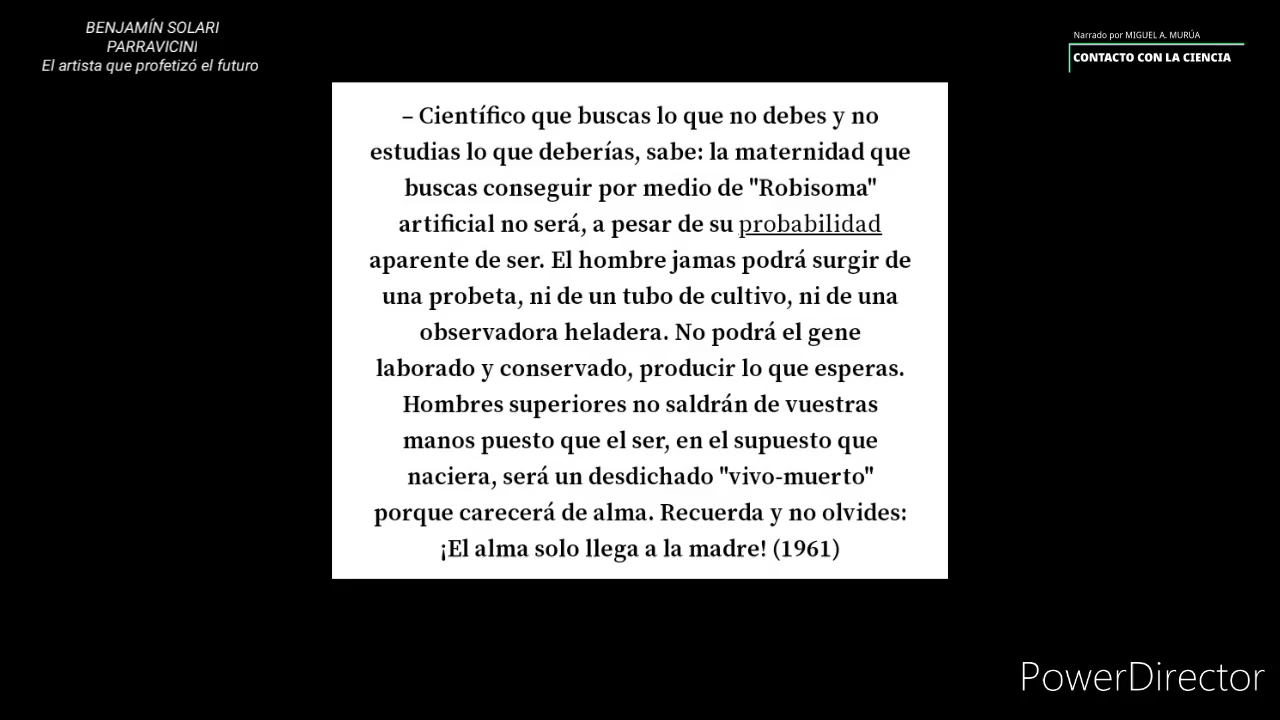 BENJAMÍN SOLARI
PARRAVICINI
El artista que profetizó el futuro
Narrado por MIGUEL A. MURÚA
CONTACTO CON LA CIENCIA
– Científico que buscas lo que no debes y no
estudias lo que deberías, sabe: la maternidad que
buscas conseguir por medio de "Robisoma"
artificial no será, a pesar de su probabilidad
aparente de ser. El hombre jamas podrá surgir de
una probeta, ni de un tubo de cultivo, ni de una
observadora heladera. No podrá el gene
laborado y conservado, producir lo que esperas.
Hombres superiores no saldrán de vuestras
manos puesto que el ser, en el supuesto que
naciera, será un desdichado "vivo-muerto"
porque carecerá de alma. Recuerda y no olvides:
¡El alma solo llega a la madre! (1961)
PowerDirector